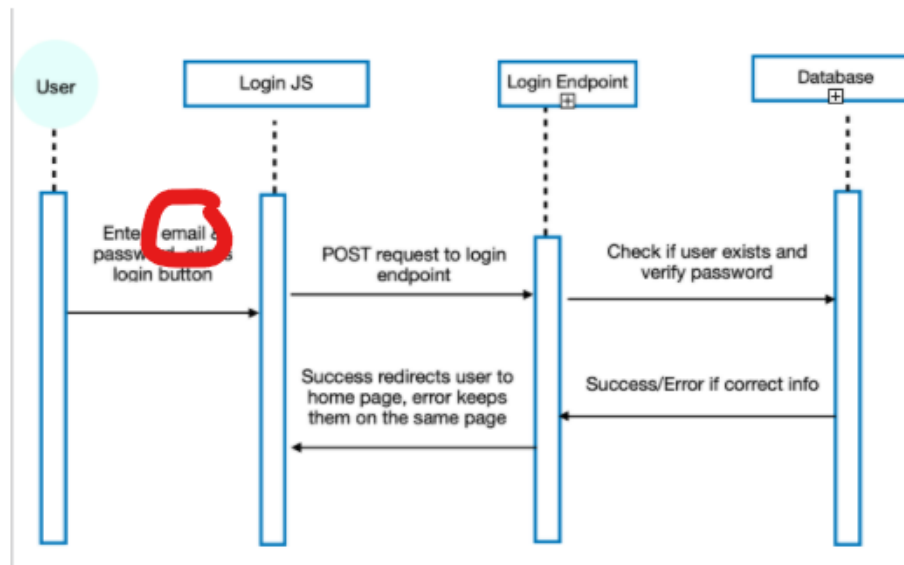 User
Login JS
Login Endpoint
Database
email
login button
POST request to login
endpoint
Check if user exists and
verify password
Success redirects user to
home page, error keeps
them on the same page
Success/Error if correct info